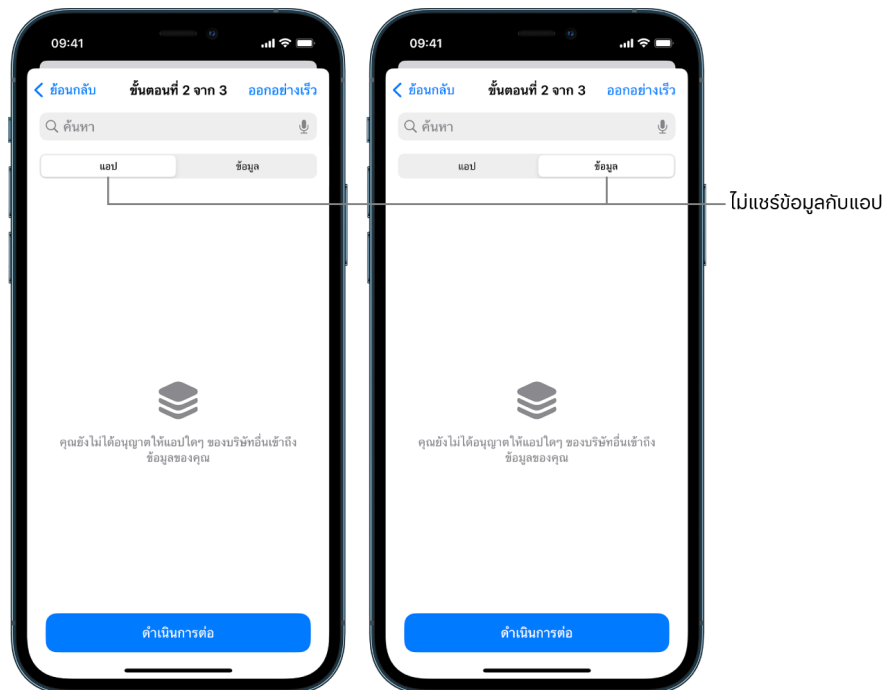 09:41
ย้อนกลับ ขั้นตอนที่ 2 จาก 3 ออกอย่างเร็ว
ค้นหา
แอป ข้อมูล
คุณยังไม่ได้อนุญาตให้แอปใดๆ ของบริษัทอื่นเข้าถึง
ข้อมูลของคุณ
ดำเนินการต่อ
09:41
ย้อนกลับ ขั้นตอนที่ 2 จาก 3 ออกอย่างเร็ว
ค้นหา
แอป ข้อมูล
คุณยังไม่ได้อนุญาตให้แอปใดๆ ของบริษัทอื่นเข้าถึง
ข้อมูลของคุณ
ดำเนินการต่อ
ไม่แชร์ข้อมูลกับแอป